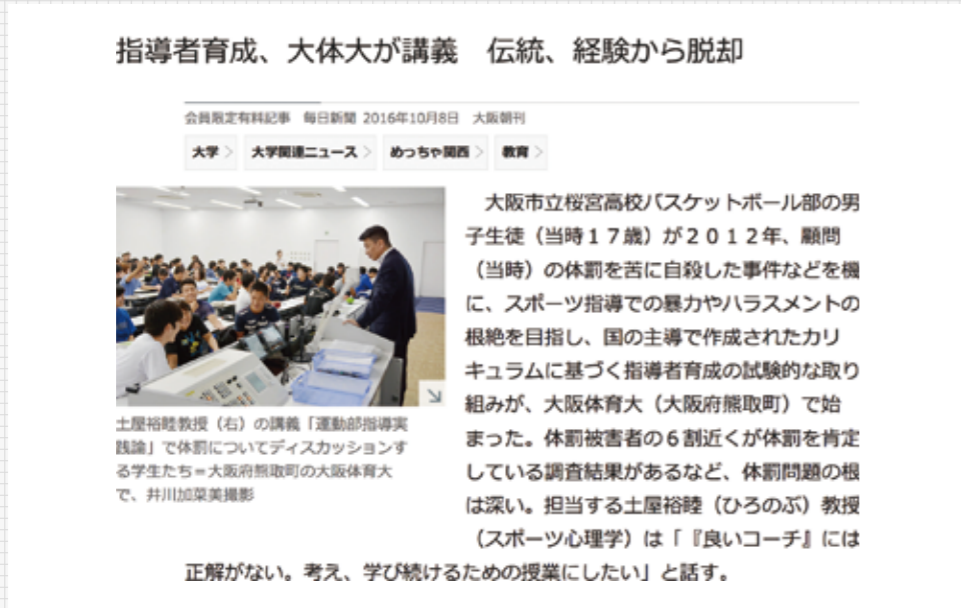 指導者育成、大体大が講義　伝統、経験から脱却
会員限定有料記事　毎日新聞 2016年10月8日　大阪朝刊
大学
大学関連ニュース
めっちゃ関西
教育
土屋裕睦教授（右）の講義「運動部指導実
践論」で体罰についてディスカッションす
る学生たち＝大阪府熊取町の大阪体育大
で、井川加菜美撮影
大阪市立桜宮高校バスケットボール部の男
子生徒（当時１７歳）が２０１２年、顧問
（当時）の体罰を苦に自殺した事件などを機
に、スポーツ指導での暴力やハラスメントの
根絶を目指し、国の主導で作成されたカリ
キュラムに基づく指導者育成の試験的な取り
組みが、大阪体育大（大阪府熊取町）で始
まった。体罰被害者の６割近くが体罰を肯定
している調査結果があるなど、体罰問題の根
は深い。担当する土屋裕睦（ひろのぶ）教授
（スポーツ心理学）は「『良いコーチ』には
正解がない。考え、学び続けるための授業にしたい」と話す。